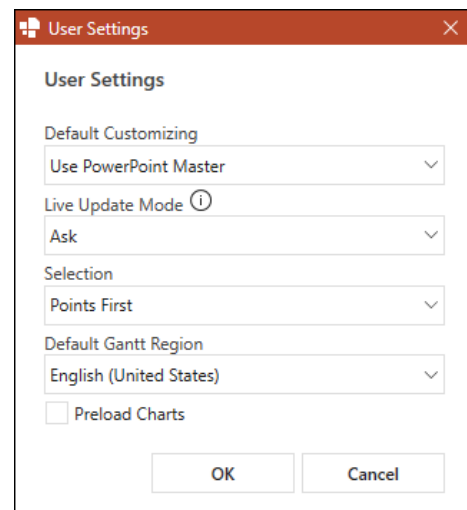 User Settings
User Settings
Default Customizing
Use PowerPoint Master
Live Update Mode
Ask
Selection
Points First
Default Gantt Region
English (United States)
Preload Charts
OK Cancel